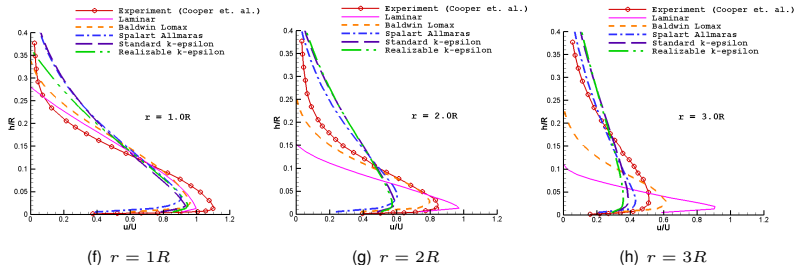 Experiment (Cooper et. al.)
Laminar
Baldwin Lomax
Spalart Allmaras
Standard k-epsilon
Realizable k-epsilon
0.4
0.35
0.3
0.25
0.2
0.15
0.1
0.05
0
h/R
r = 1.0R
0 0.2 0.4 0.6 0.8 1 1.2
u/U
(f) r = 1R
Experiment (Cooper et. al.)
Laminar
Baldwin Lomax
Spalart Allmaras
Standard k-epsilon
Realizable k-epsilon
0.4
0.35
0.3
0.25
0.2
0.15
0.1
0.05
0
h/R
r = 2.0R
0 0.2 0.4 0.6 0.8 1 1.2
u/U
(g) r = 2R
Experiment (Cooper et. al.)
Laminar
Baldwin Lomax
Spalart Allmaras
Standard k-epsilon
Realizable k-epsilon
0.4
0.35
0.3
0.25
0.2
0.15
0.1
0.05
0
h/R
r = 3.0R
0 0.2 0.4 0.6 0.8 1 1.2
u/U
(h) r = 3R